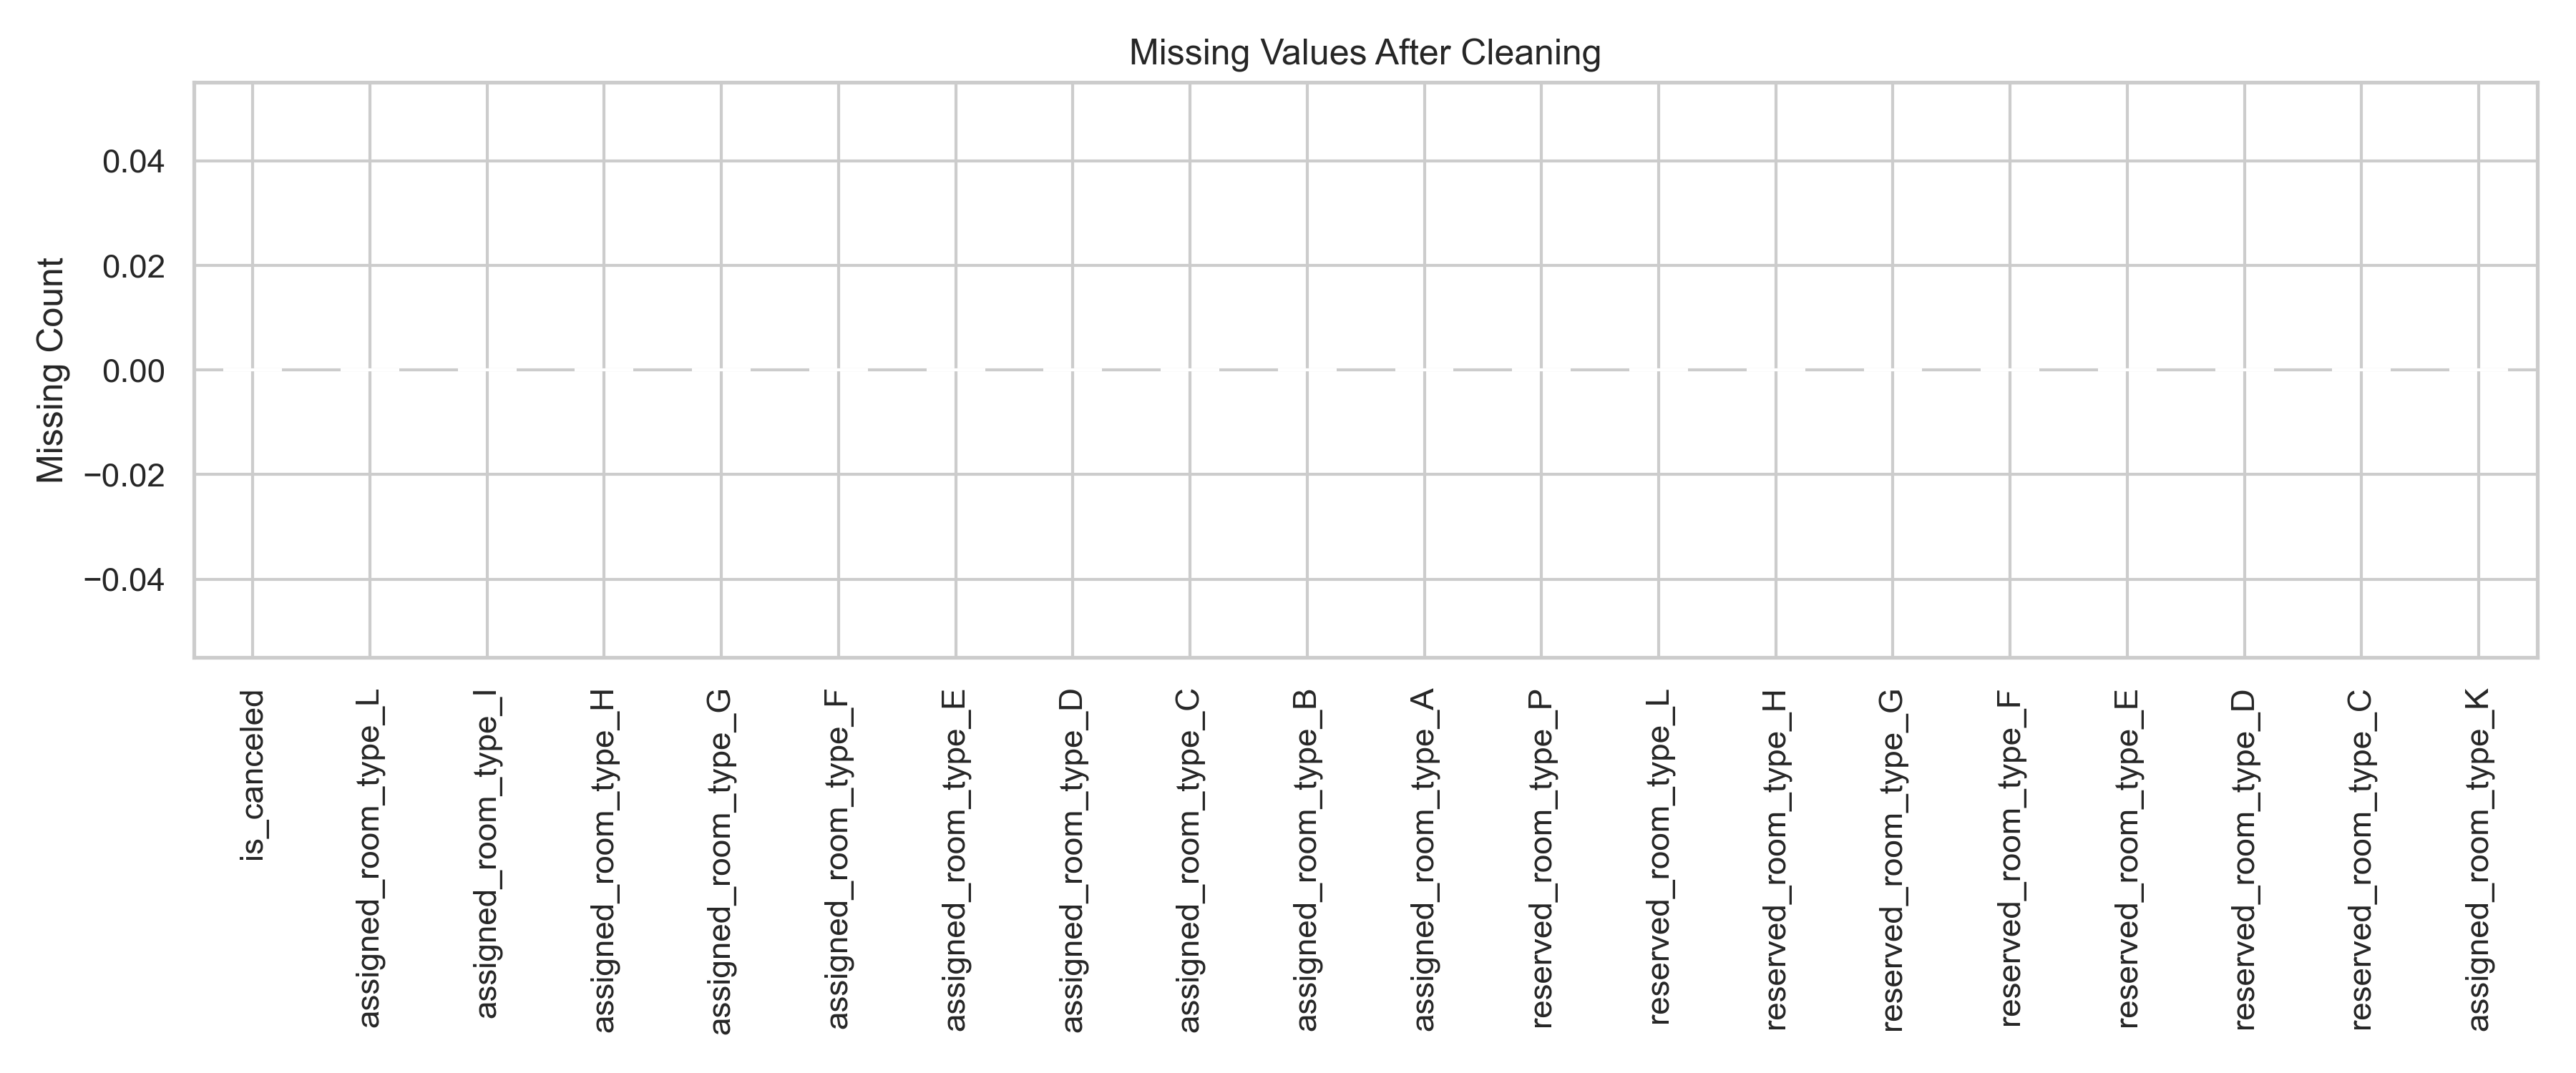 Missing Values After Cleaning
Missing Count
0.04
0.02
0.00
−0.02
−0.04
is_canceled
assigned_room_type_L
assigned_room_type_I
assigned_room_type_H
assigned_room_type_G
assigned_room_type_F
assigned_room_type_E
assigned_room_type_D
assigned_room_type_C
assigned_room_type_B
assigned_room_type_A
reserved_room_type_P
reserved_room_type_L
reserved_room_type_H
reserved_room_type_G
reserved_room_type_F
reserved_room_type_E
reserved_room_type_D
reserved_room_type_C
assigned_room_type_K